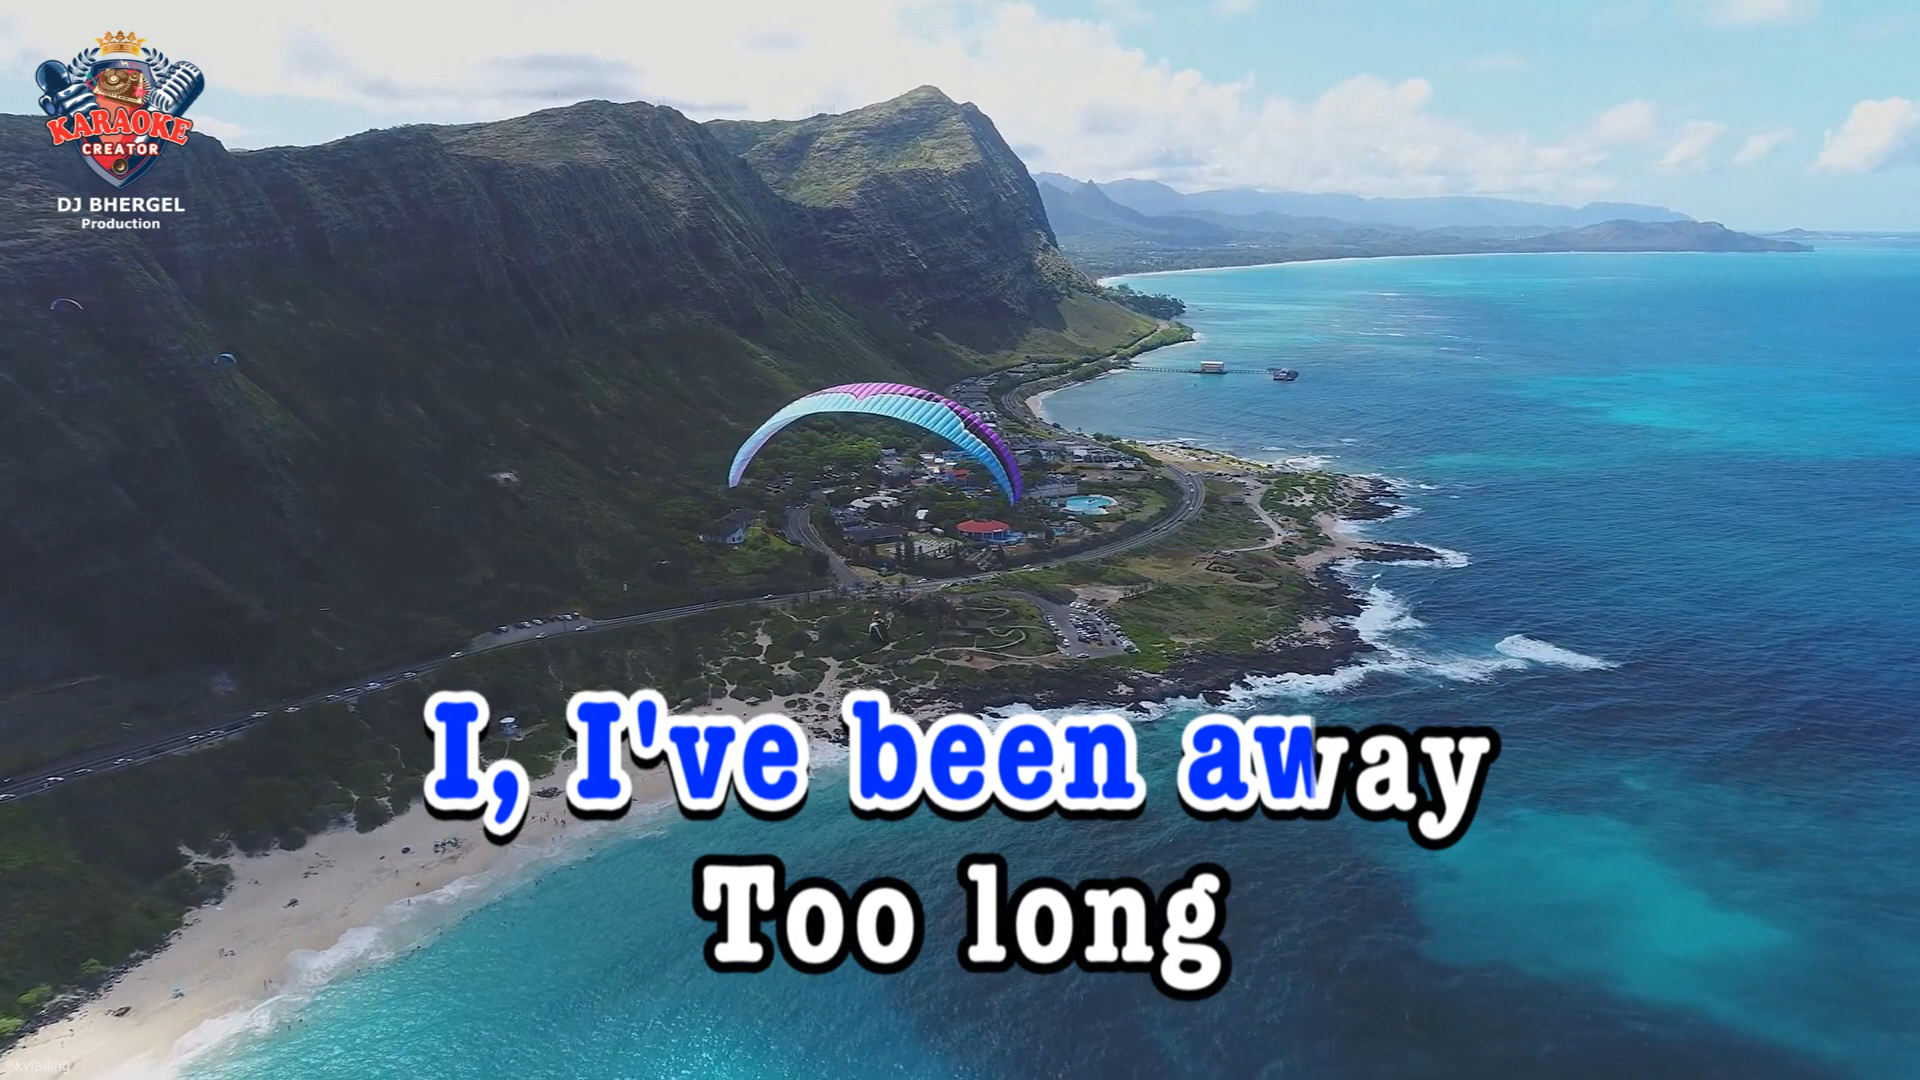 KARAOKE
CREATOR
DJ BHERGEL
Production
I, I've been away
Too long